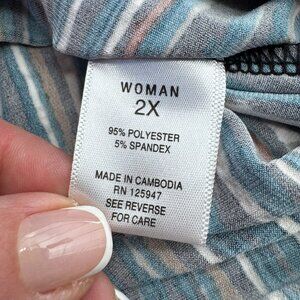 WOMAN
2X
95% POLYESTER
5% SPANDEX
MADE IN CAMBODIA
RN 125947
SEE REVERSE
FOR CARE